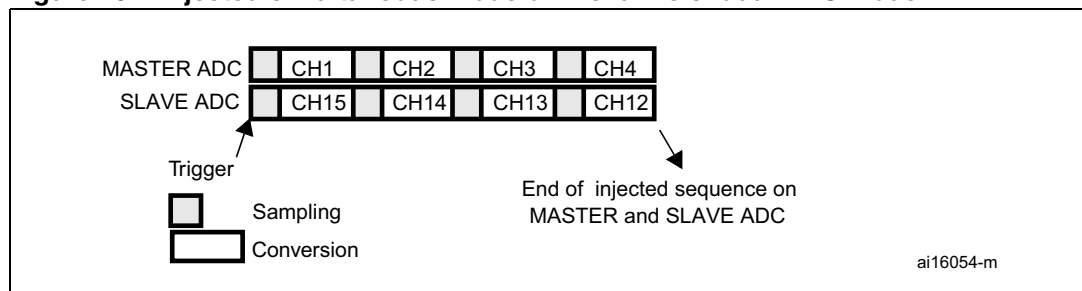 MASTER ADC CH1 CH2 CH3 CH4
SLAVE ADC CH15 CH14 CH13 CH12
Trigger
End of injected sequence on
MASTER and SLAVE ADC
Sampling
Conversion
ai16054-m